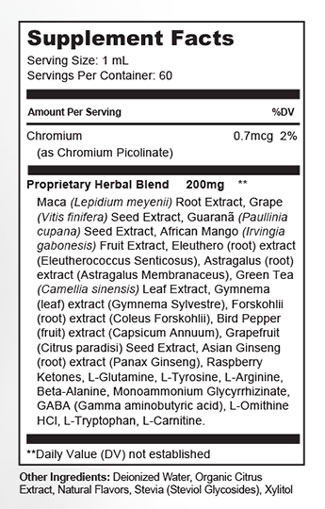 Supplement Facts
Serving Size: 1 mL
Servings Per Container: 60
Amount Per Serving %DV
Chromium 0.7mcg 2%
(as Chromium Picolinate)
Proprietary Herbal Blend 200mg **
Maca (Lepidium meyenii) Root Extract, Grape
(Vitis finifera) Seed Extract, Guaranã (Paullinia
cupana) Seed Extract, African Mango (Irvingia
gabonesis) Fruit Extract, Eleuthero (root) extract
(Eleutherococcus Senticosus), Astragalus (root)
extract (Astragalus Membranaceus), Green Tea
(Camellia sinensis) Leaf Extract, Gymnema
(leaf) extract (Gymnema Sylvestre), Forskohlii
(root) extract (Coleus Forskohlii), Bird Pepper
(fruit) extract (Capsicum Annuum), Grapefruit
(Citrus paradisi) Seed Extract, Asian Ginseng
(root) extract (Panax Ginseng), Raspberry
Ketones, L-Glutamine, L-Tyrosine, L-Arginine,
Beta-Alanine, Monoammonium Glycyrrhizinate,
GABA (Gamma aminobutyric acid), L-Ornithine
HCl, L-Tryptophan, L-Carnitine.
**Daily Value (DV) not established
Other Ingredients: Deionized Water, Organic Citrus
Extract, Natural Flavors, Stevia (Steviol Glycosides), Xylitol